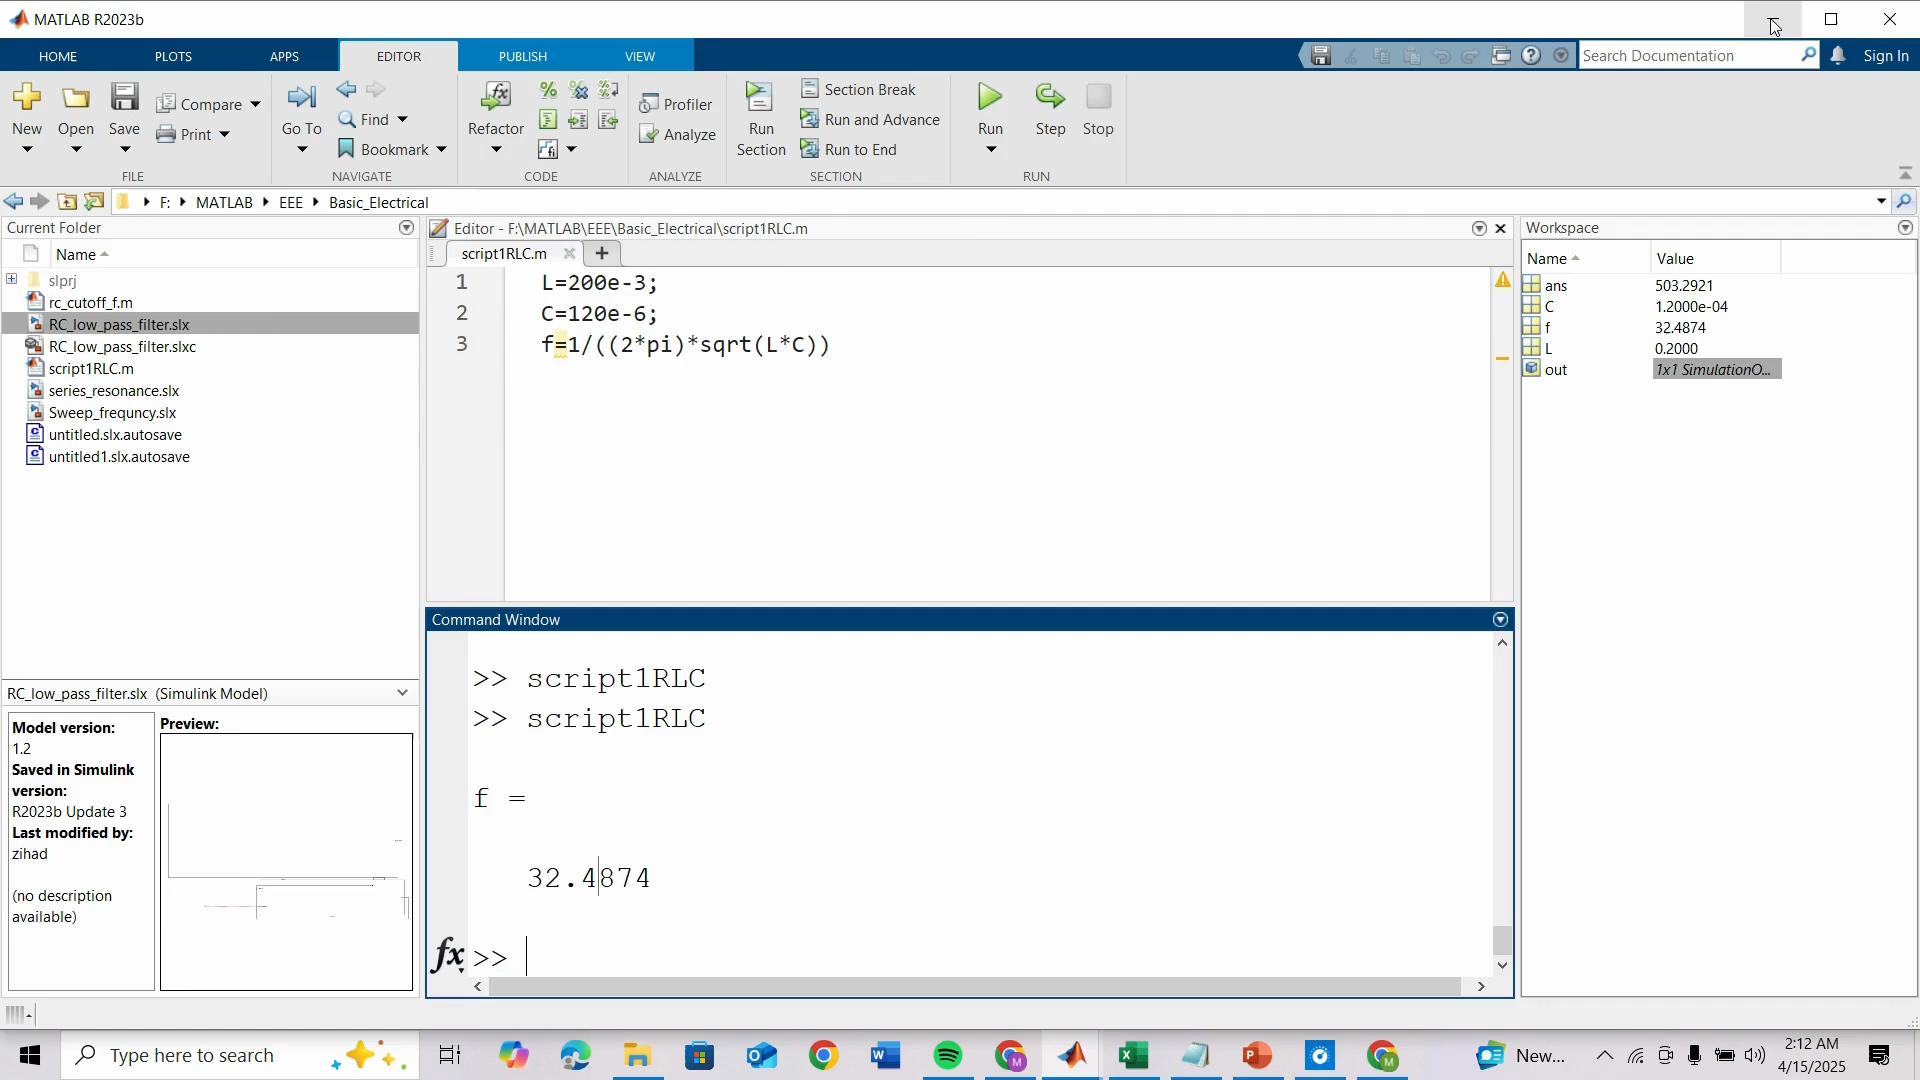 MATLAB R2023b
HOME PLOTS APPS EDITOR PUBLISH VIEW
Search Documentation
Sign In
New
Open
Save
Compare
Print
FILE
Go To
Find
Bookmark
NAVIGATE
Refactor
CODE
Profiler
Analyze
ANALYZE
Run Section
Section Break
Run and Advance
Run to End
SECTION
Run
Step
Stop
RUN
F: MATLAB EEE Basic_Electrical
Current Folder
Name
slprj
rc_cutoff_f.m
RC_low_pass_filter.slx
RC_low_pass_filter.slxc
script1RLC.m
series_resonance.slx
Sweep_frequncy.slx
untitled.slx.autosave
untitled1.slx.autosave
RC_low_pass_filter.slx (Simulink Model)
Model version:
1.2
Saved in Simulink
version:
R2023b Update 3
Last modified by:
zihad
(no description
available)
Preview:
Editor - F:\MATLAB\EEE\Basic_Electrical\script1RLC.m
script1RLC.m
1 L=200e-3;
2 C=120e-6;
3 f=1/((2*pi)*sqrt(L*C))
Command Window
>> script1RLC
>> script1RLC
f =
32.4874
fx >>
Workspace
Name Value
ans 503.2921
C 1.2000e-04
f 32.4874
L 0.2000
out 1x1 SimulationO...
Type here to search
New...
2:12 AM
4/15/2025